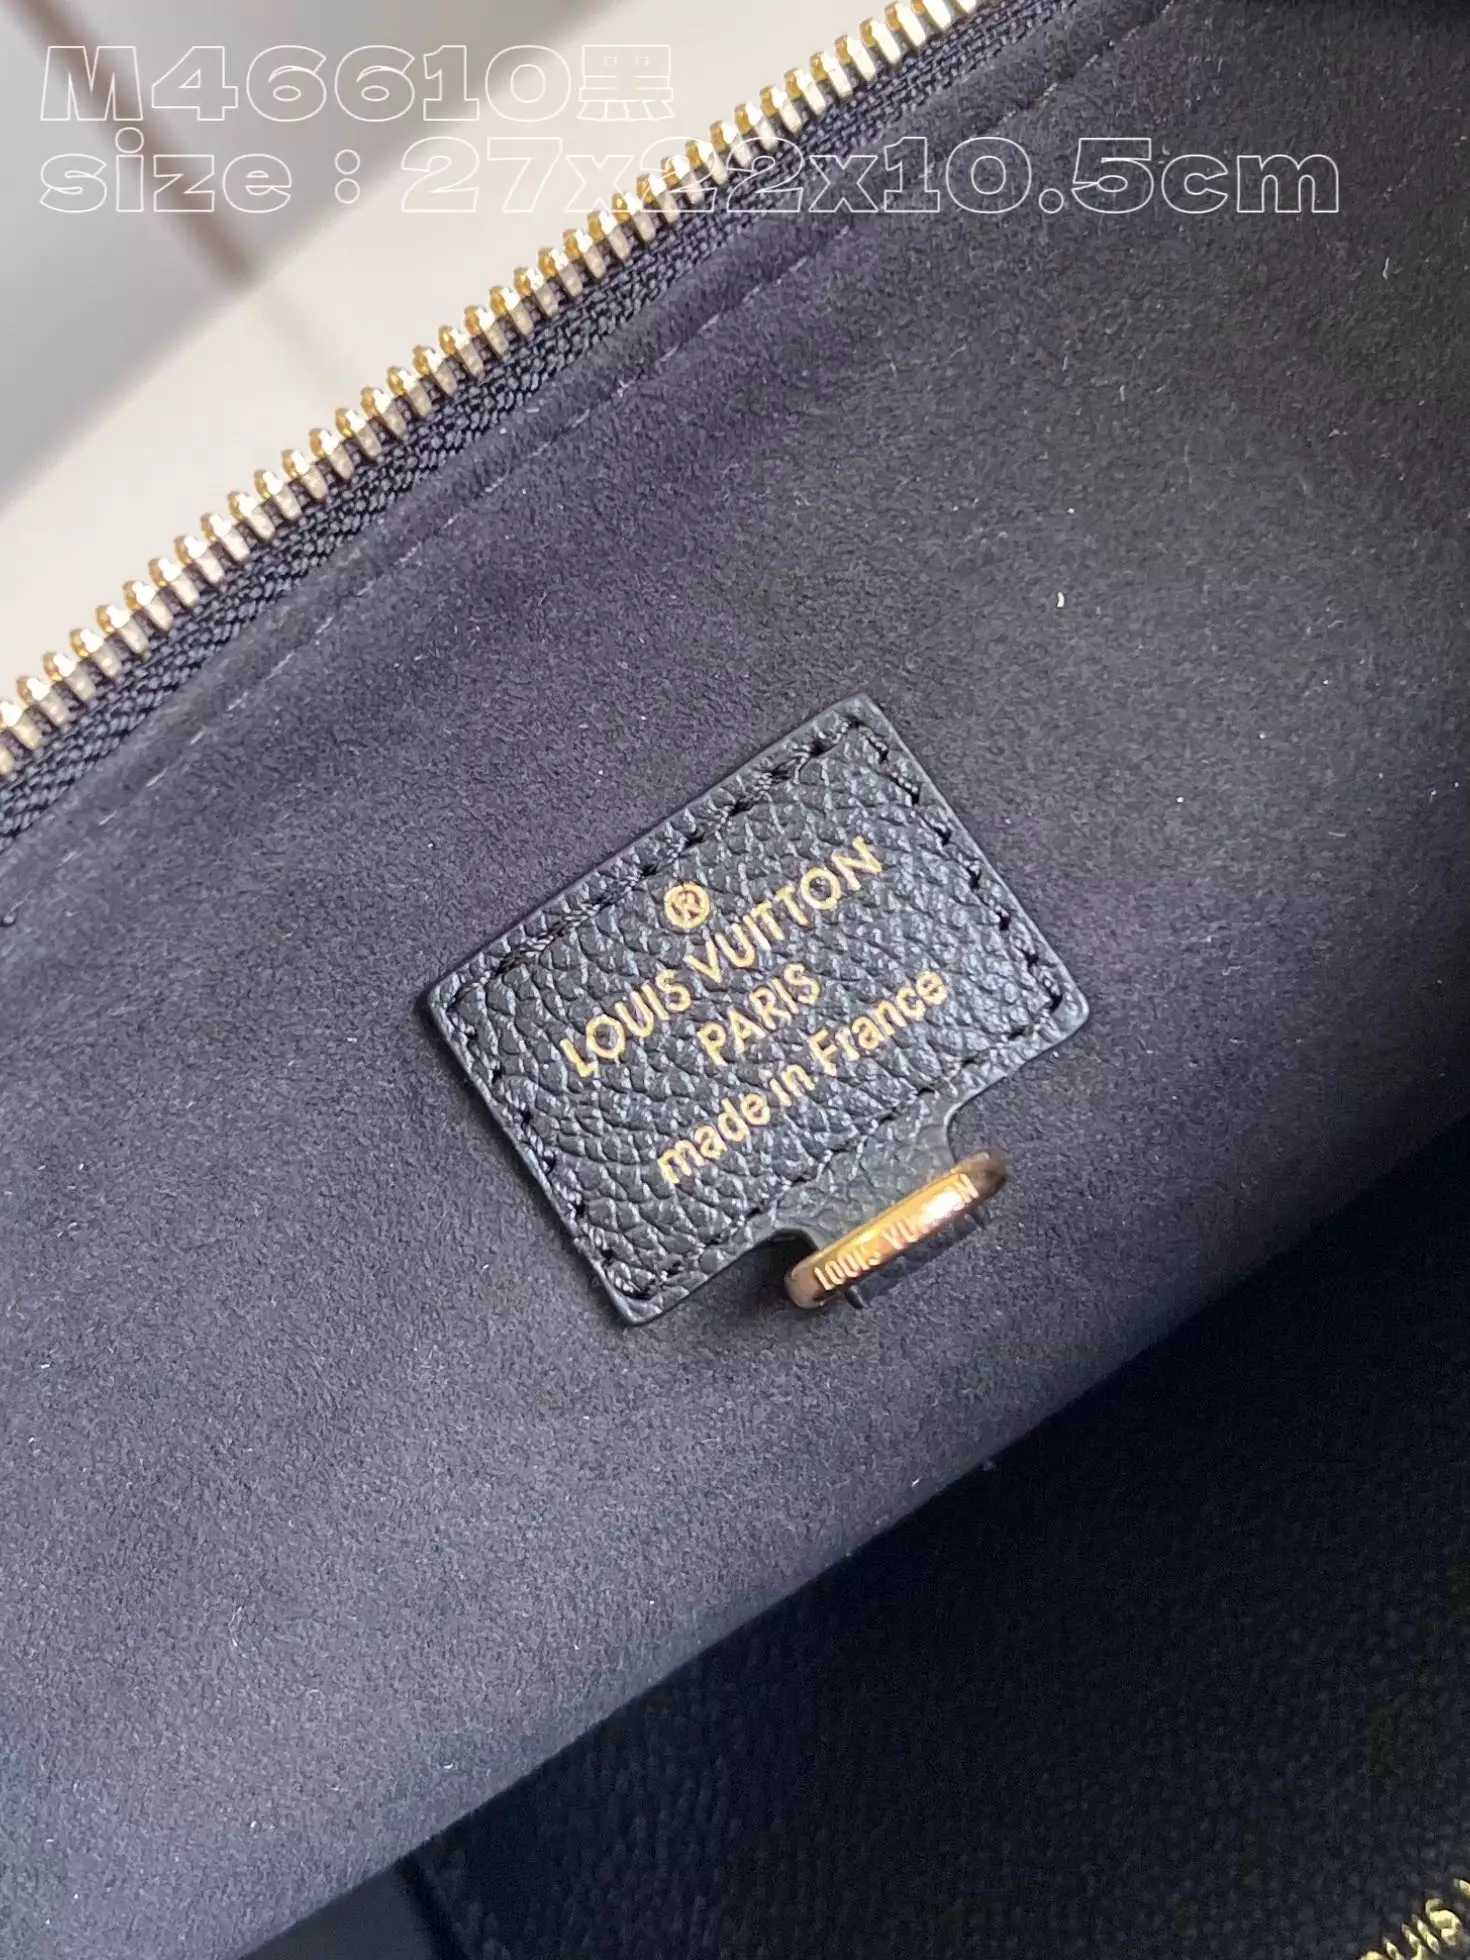 M46610黑
size：27x22x10.5cm
®
LOUIS VUITTON
PARIS
made in France
LOUIS VUITTON